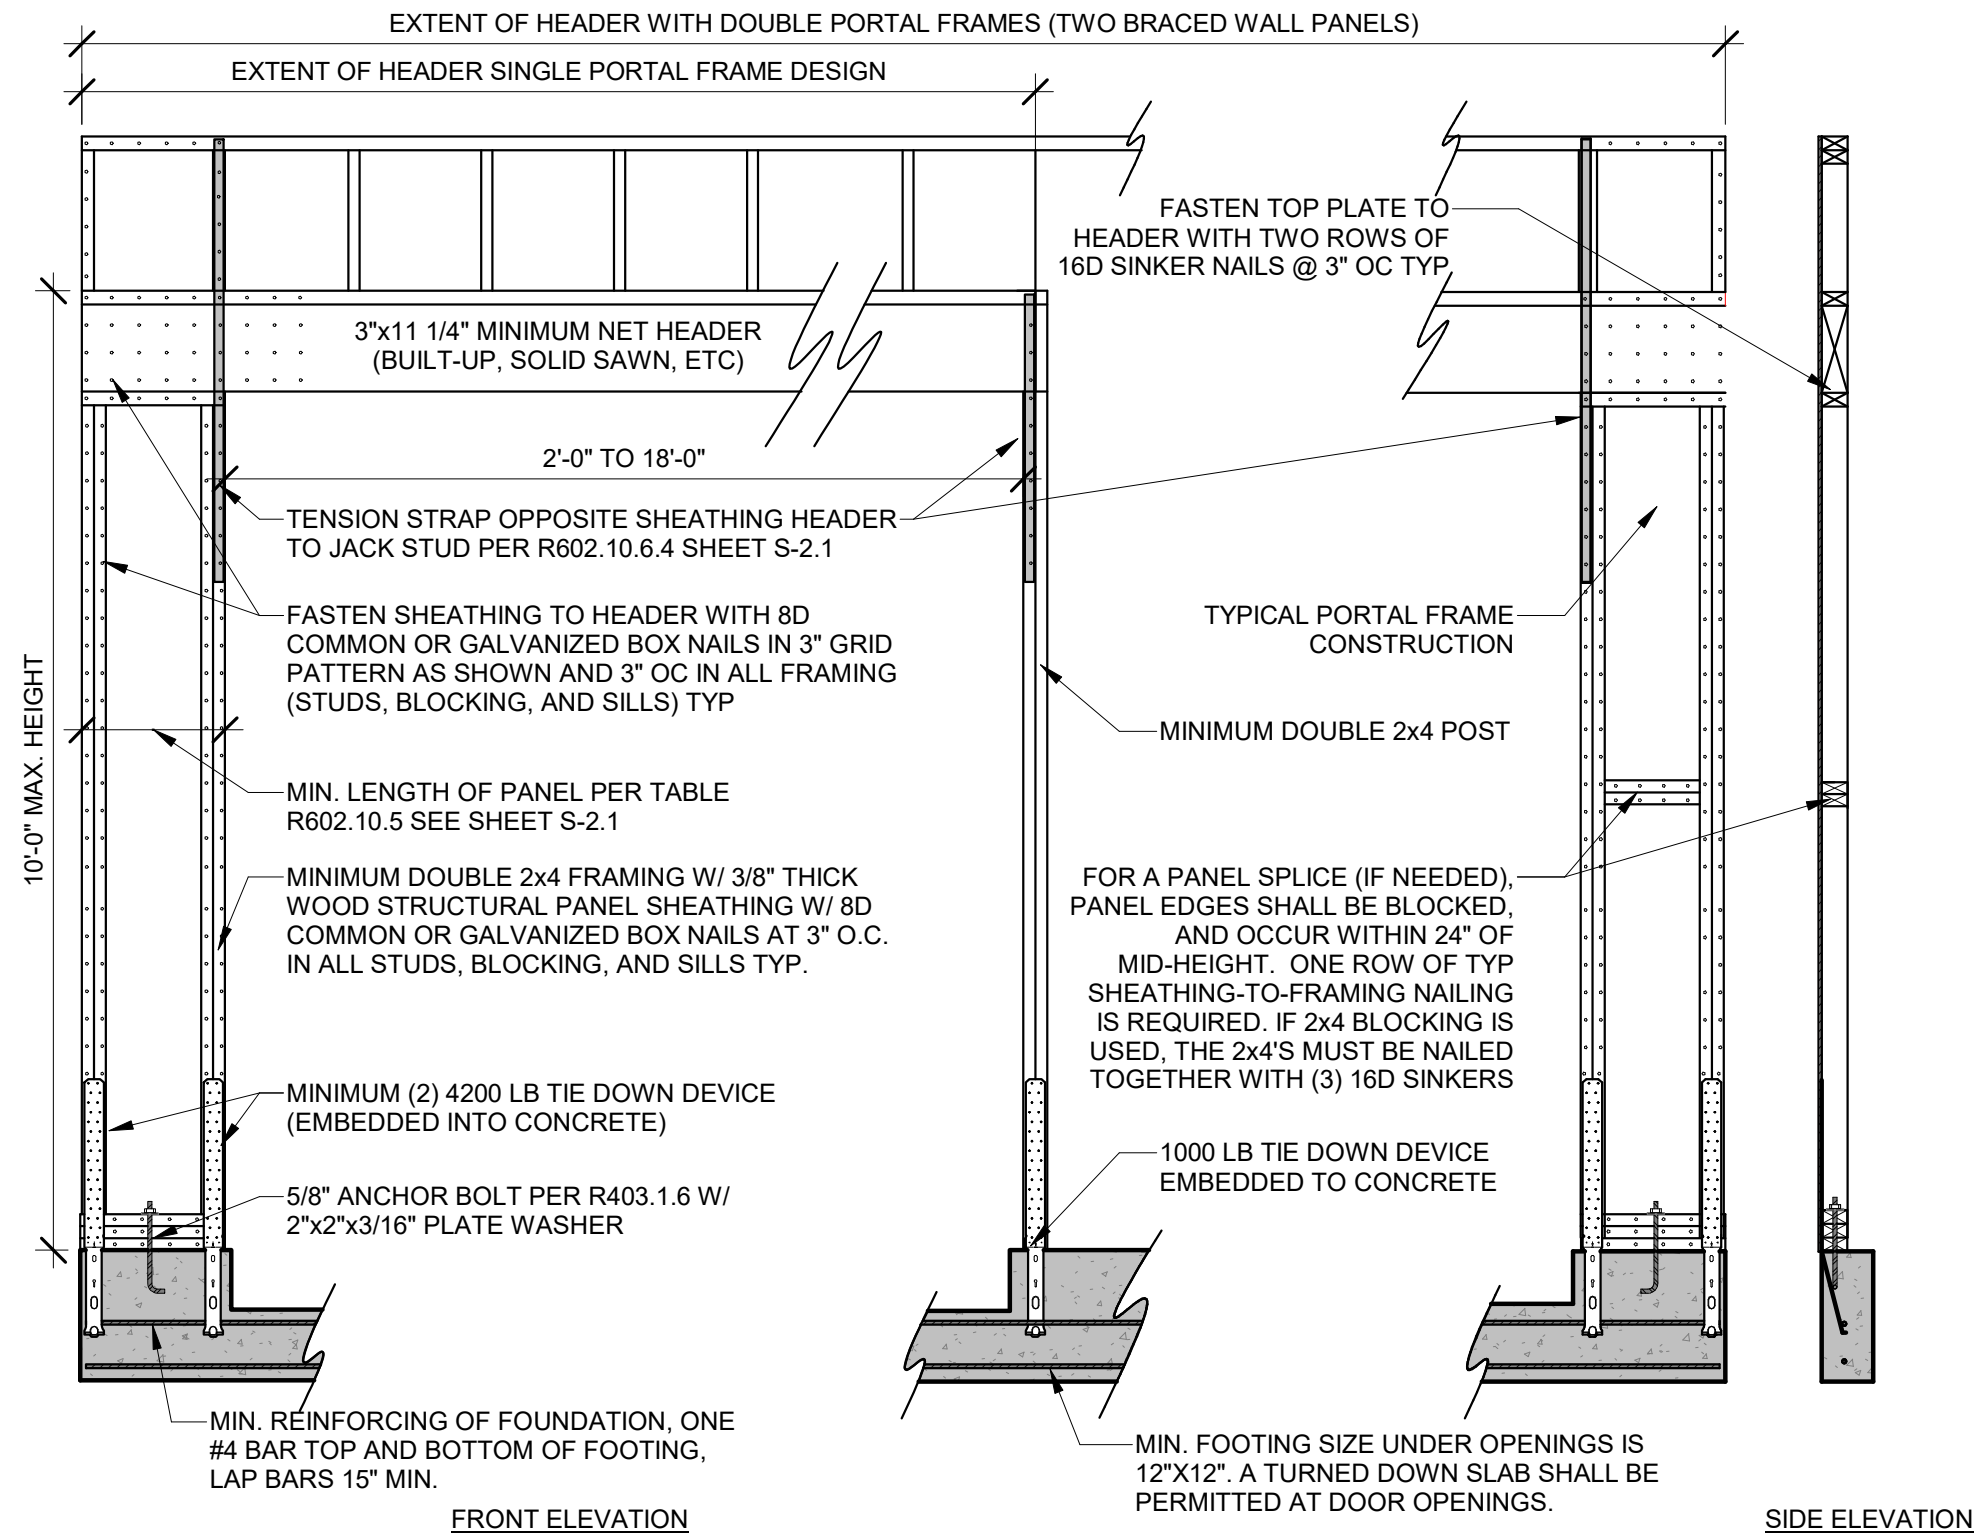 EXTENT OF HEADER WITH DOUBLE PORTAL FRAMES (TWO BRACED WALL PANELS)
EXTENT OF HEADER SINGLE PORTAL FRAME DESIGN
FASTEN TOP PLATE TO
HEADER WITH TWO ROWS OF
16D SINKER NAILS @ 3" OC TYP
3"x11 1/4" MINIMUM NET HEADER
(BUILT-UP, SOLID SAWN, ETC)
2'-0" TO 18'-0"
TENSION STRAP OPPOSITE SHEATHING HEADER
TO JACK STUD PER R602.10.6.4 SHEET S-2.1
FASTEN SHEATHING TO HEADER WITH 8D
COMMON OR GALVANIZED BOX NAILS IN 3" GRID
PATTERN AS SHOWN AND 3" OC IN ALL FRAMING
(STUDS, BLOCKING, AND SILLS) TYP
TYPICAL PORTAL FRAME
CONSTRUCTION
10'-0" MAX. HEIGHT
MINIMUM DOUBLE 2x4 POST
MIN. LENGTH OF PANEL PER TABLE
R602.10.5 SEE SHEET S-2.1
MINIMUM DOUBLE 2x4 FRAMING W/ 3/8" THICK
WOOD STRUCTURAL PANEL SHEATHING W/ 8D
COMMON OR GALVANIZED BOX NAILS AT 3" O.C.
IN ALL STUDS, BLOCKING, AND SILLS TYP.
FOR A PANEL SPLICE (IF NEEDED),
PANEL EDGES SHALL BE BLOCKED,
AND OCCUR WITHIN 24" OF
MID-HEIGHT.  ONE ROW OF TYP
SHEATHING-TO-FRAMING NAILING
IS REQUIRED. IF 2x4 BLOCKING IS
USED, THE 2x4'S MUST BE NAILED
TOGETHER WITH (3) 16D SINKERS
MINIMUM (2) 4200 LB TIE DOWN DEVICE
(EMBEDDED INTO CONCRETE)
1000 LB TIE DOWN DEVICE
EMBEDDED TO CONCRETE
5/8" ANCHOR BOLT PER R403.1.6 W/
2"x2"x3/16" PLATE WASHER
MIN. REINFORCING OF FOUNDATION, ONE
#4 BAR TOP AND BOTTOM OF FOOTING,
LAP BARS 15" MIN.
MIN. FOOTING SIZE UNDER OPENINGS IS
12"X12". A TURNED DOWN SLAB SHALL BE
PERMITTED AT DOOR OPENINGS.
FRONT ELEVATION
SIDE ELEVATION